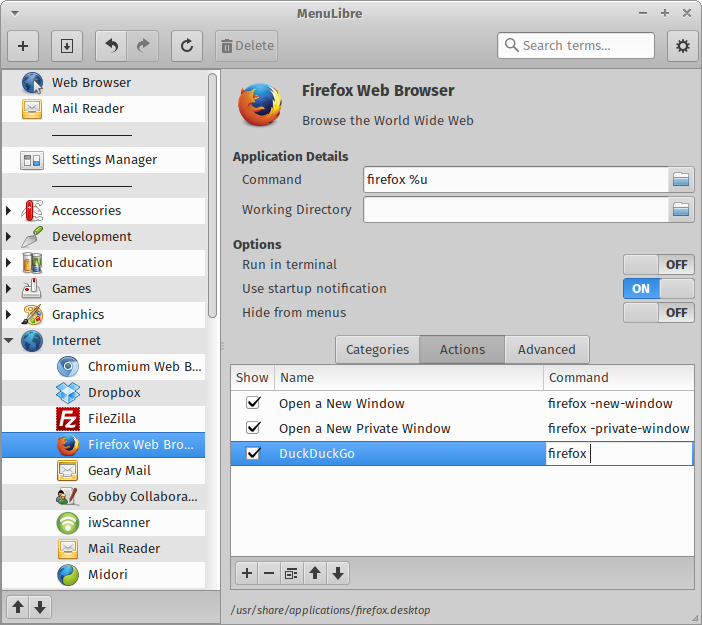 MenuLibre
Delete
Search terms...
Web Browser
Mail Reader
Settings Manager
Accessories
Development
Education
Games
Graphics
Internet
Chromium Web B...
Dropbox
FileZilla
Firefox Web Bro...
Geary Mail
Gobby Collabora...
iwScanner
Mail Reader
Midori
Firefox Web Browser
Browse the World Wide Web
Application Details
Command firefox %u
Working Directory
Options
Run in terminal OFF
Use startup notification ON
Hide from menus OFF
Categories Actions Advanced
Show Name Command
Open a New Window firefox -new-window
Open a New Private Window firefox -private-window
DuckDuckGo firefox
/usr/share/applications/firefox.desktop